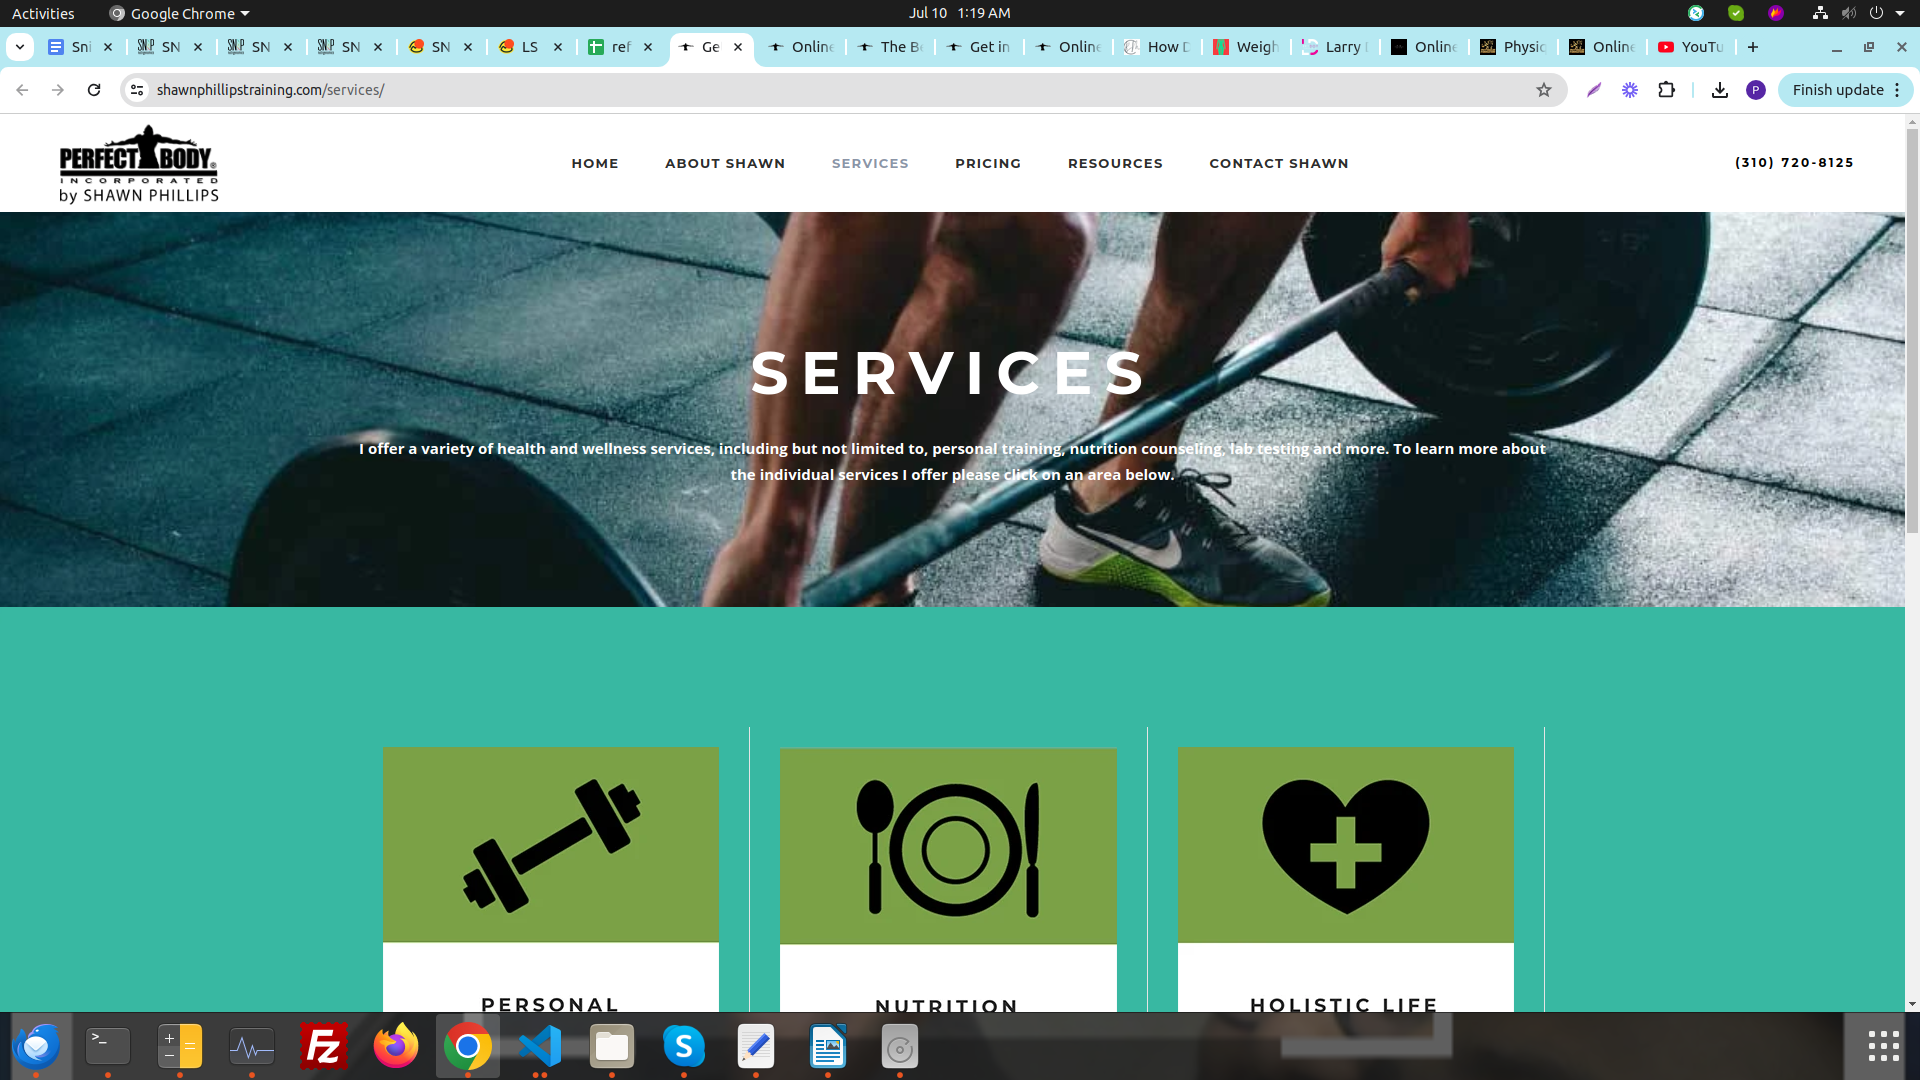 Activities
Google Chrome
Jul 10 1:19 AM
Sni
SN
SN
SN
SN
LS
ref
Ge
Online
The B
Get in
Online
How D
Weigh
Larry
Online
Physic
Online
YouTu
shawnphillipstraining.com/services/
P
Finish update
PERFECT BODY
INCORPORATED
by SHAWN PHILLIPS
HOME
ABOUT SHAWN
SERVICES
PRICING
RESOURCES
CONTACT SHAWN
(310) 720-8125
SERVICES
I offer a variety of health and wellness services, including but not limited to, personal training, nutrition counseling, lab testing and more. To learn more about
the individual services I offer please click on an area below.
PERSONAL
NUTRITION
HOLISTIC LIFE